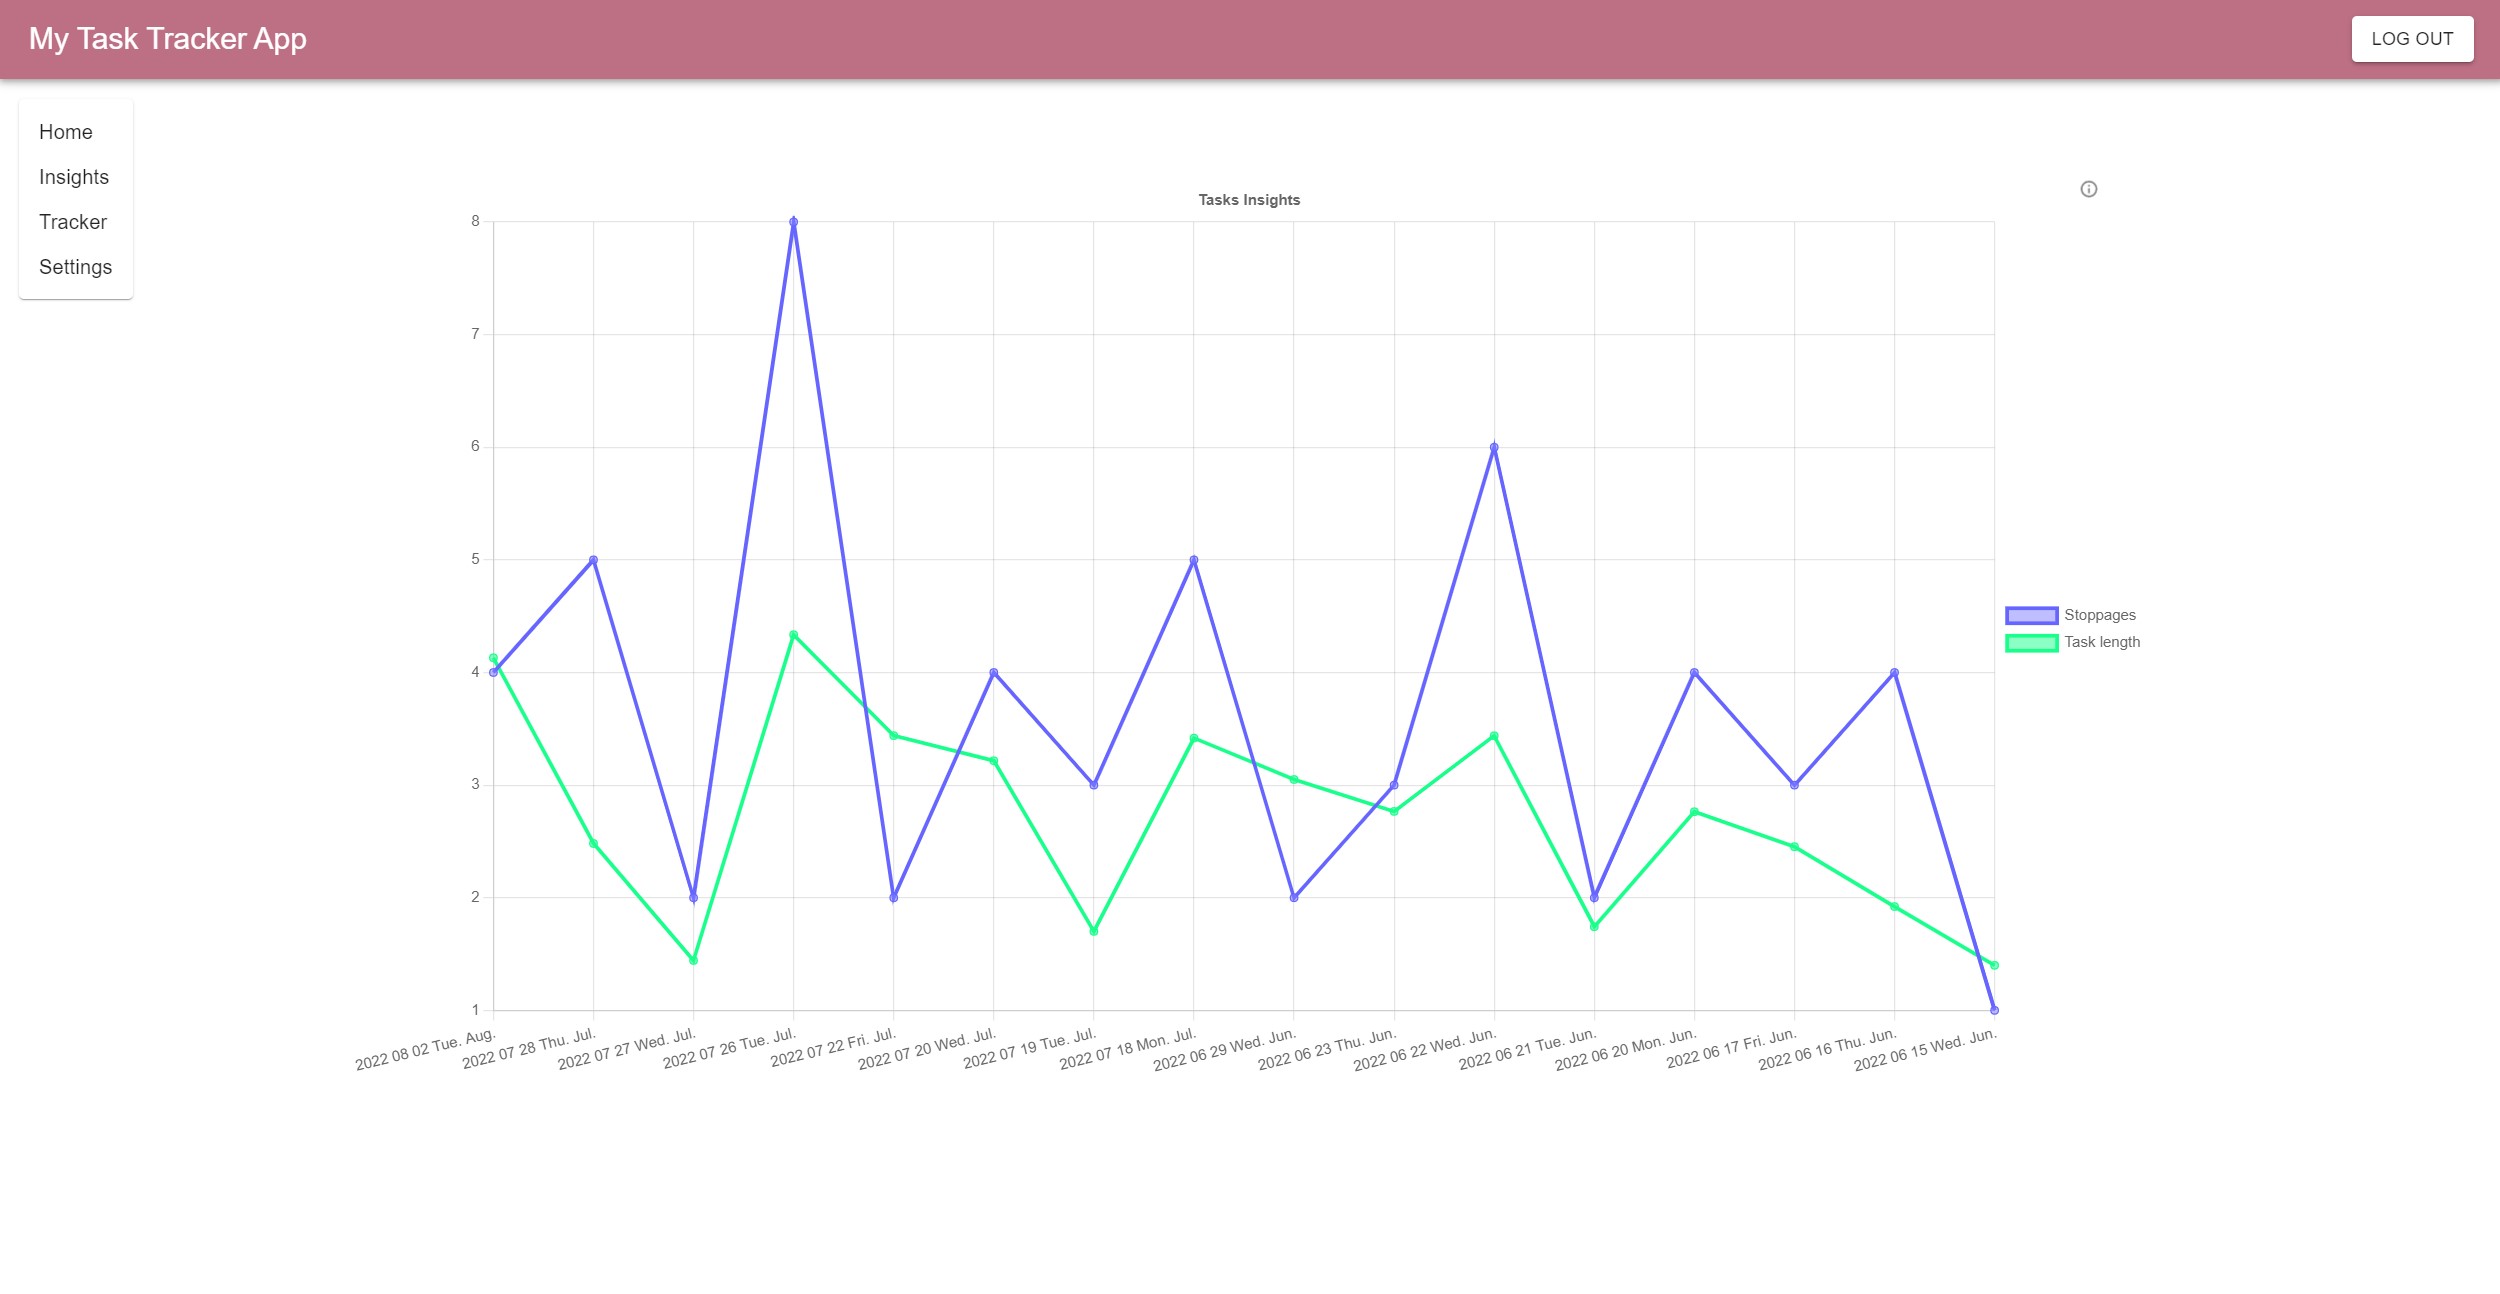 My Task Tracker App
LOG OUT
Home
Insights
Tracker
Settings
Tasks Insights
8
7
6
5
4
3
2
1
Stoppages
Task length
2022 08 02 Tue. Aug.
2022 07 28 Thu. Jul.
2022 07 27 Wed. Jul.
2022 07 26 Tue. Jul.
2022 07 22 Fri. Jul.
2022 07 20 Wed. Jul.
2022 07 19 Tue. Jul.
2022 07 18 Mon. Jul.
2022 06 29 Wed. Jun.
2022 06 23 Thu. Jun.
2022 06 22 Wed. Jun.
2022 06 21 Tue. Jun.
2022 06 20 Mon. Jun.
2022 06 17 Fri. Jun.
2022 06 16 Thu. Jun.
2022 06 15 Wed. Jun.